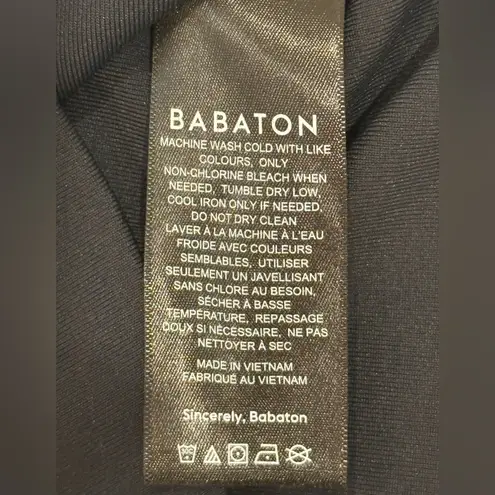 BABATON
MACHINE WASH COLD WITH LIKE
COLOURS, ONLY
NON-CHLORINE BLEACH WHEN
NEEDED, TUMBLE DRY LOW,
COOL IRON ONLY IF NEEDED,
DO NOT DRY CLEAN
LAVER À LA MACHINE À L'EAU
FROIDE AVEC COULEURS
SEMBLABLES, UTILISER
SEULEMENT UN JAVELLISANT
SANS CHLORE AU BESOIN,
SÉCHER À BASSE
TEMPÉRATURE, REPASSAGE
DOUX SI NÉCESSAIRE, NE PAS
NETTOYER À SEC
MADE IN VIETNAM
FABRIQUÉ AU VIETNAM
Sincerely, Babaton